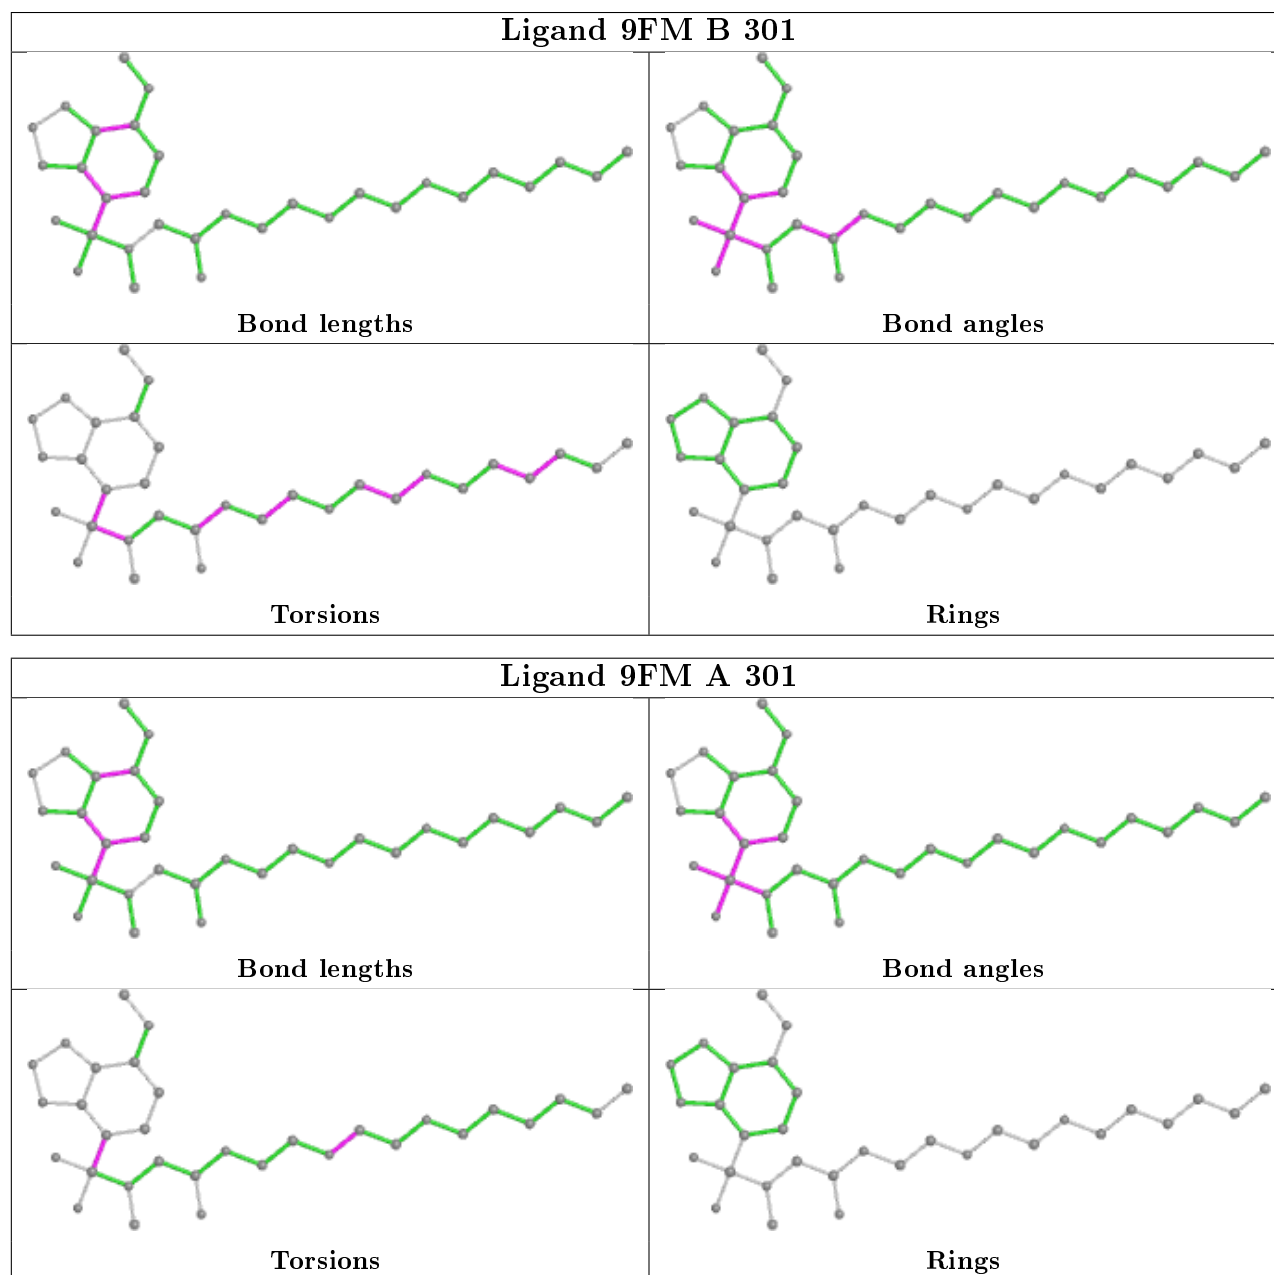 Ligand 9FM B 301
Bond lengths
Bond angles
Torsions
Rings
Ligand 9FM A 301
Bond lengths
Bond angles
Torsions
Rings